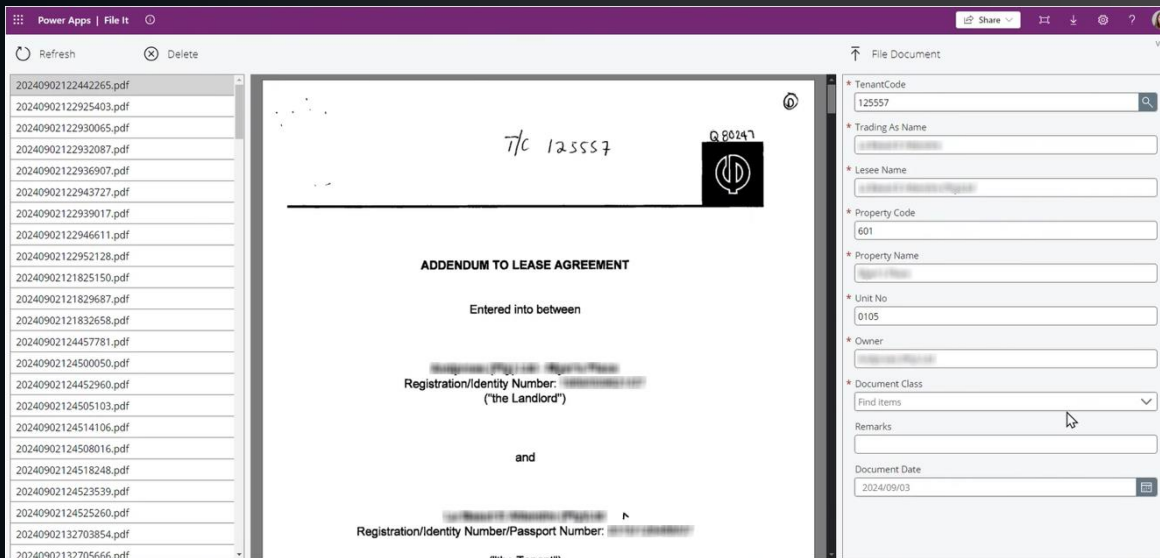 Power Apps | File It
Share
Refresh
Delete
File Document
20240902122442265.pdf
20240902122925403.pdf
20240902122930065.pdf
20240902122932087.pdf
20240902122936907.pdf
20240902122943727.pdf
20240902122939017.pdf
20240902122946611.pdf
20240902122952128.pdf
20240902121825150.pdf
20240902121829687.pdf
20240902121832658.pdf
20240902124457781.pdf
20240902124500050.pdf
20240902124452960.pdf
20240902124505103.pdf
20240902124514106.pdf
20240902124508016.pdf
20240902124518248.pdf
20240902124523539.pdf
20240902124525260.pdf
20240902132703854.pdf
20240902132705666.pdf
T/C 125557
Q80247
ADDENDUM TO LEASE AGREEMENT
Entered into between
Registration/Identity Number:
("the Landlord")
and
Registration/Identity Number/Passport Number:
("the Tenant")
* TenantCode
125557
* Trading As Name
* Lesee Name
* Property Code
601
* Property Name
* Unit No
0105
* Owner
* Document Class
Find items
Remarks
Document Date
2024/09/03